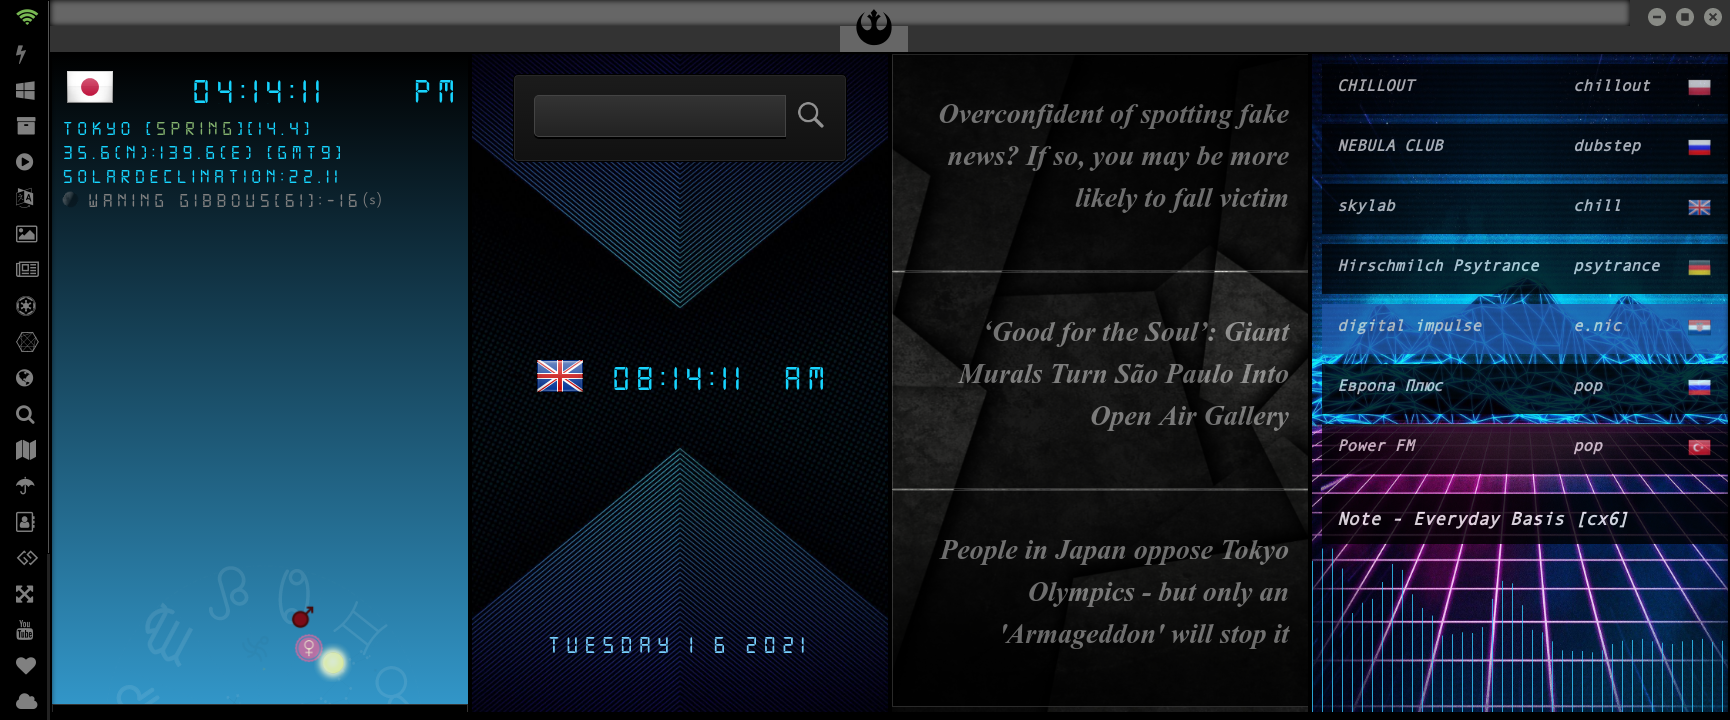 04:14:11 PM
TOKYO [SPRING][14.4]
35.6(N):139.6(E) [GMT9]
SOLARDECLINATION:22.11
WANING GIBBOUS[61]:-16(s)
08:14:11 AM
TUESDAY 1 6 2021
Overconfident of spotting fake
news? If so, you may be more
likely to fall victim
‘Good for the Soul’: Giant
Murals Turn São Paulo Into
Open Air Gallery
People in Japan oppose Tokyo
Olympics - but only an
'Armageddon' will stop it
CHILLOUT chillout
NEBULA CLUB dubstep
skylab chill
Hirschmilch Psytrance psytrance
digital impulse e.nic
Европа Плюс pop
Power FM pop
Note - Everyday Basis [cx6]
You
Tube